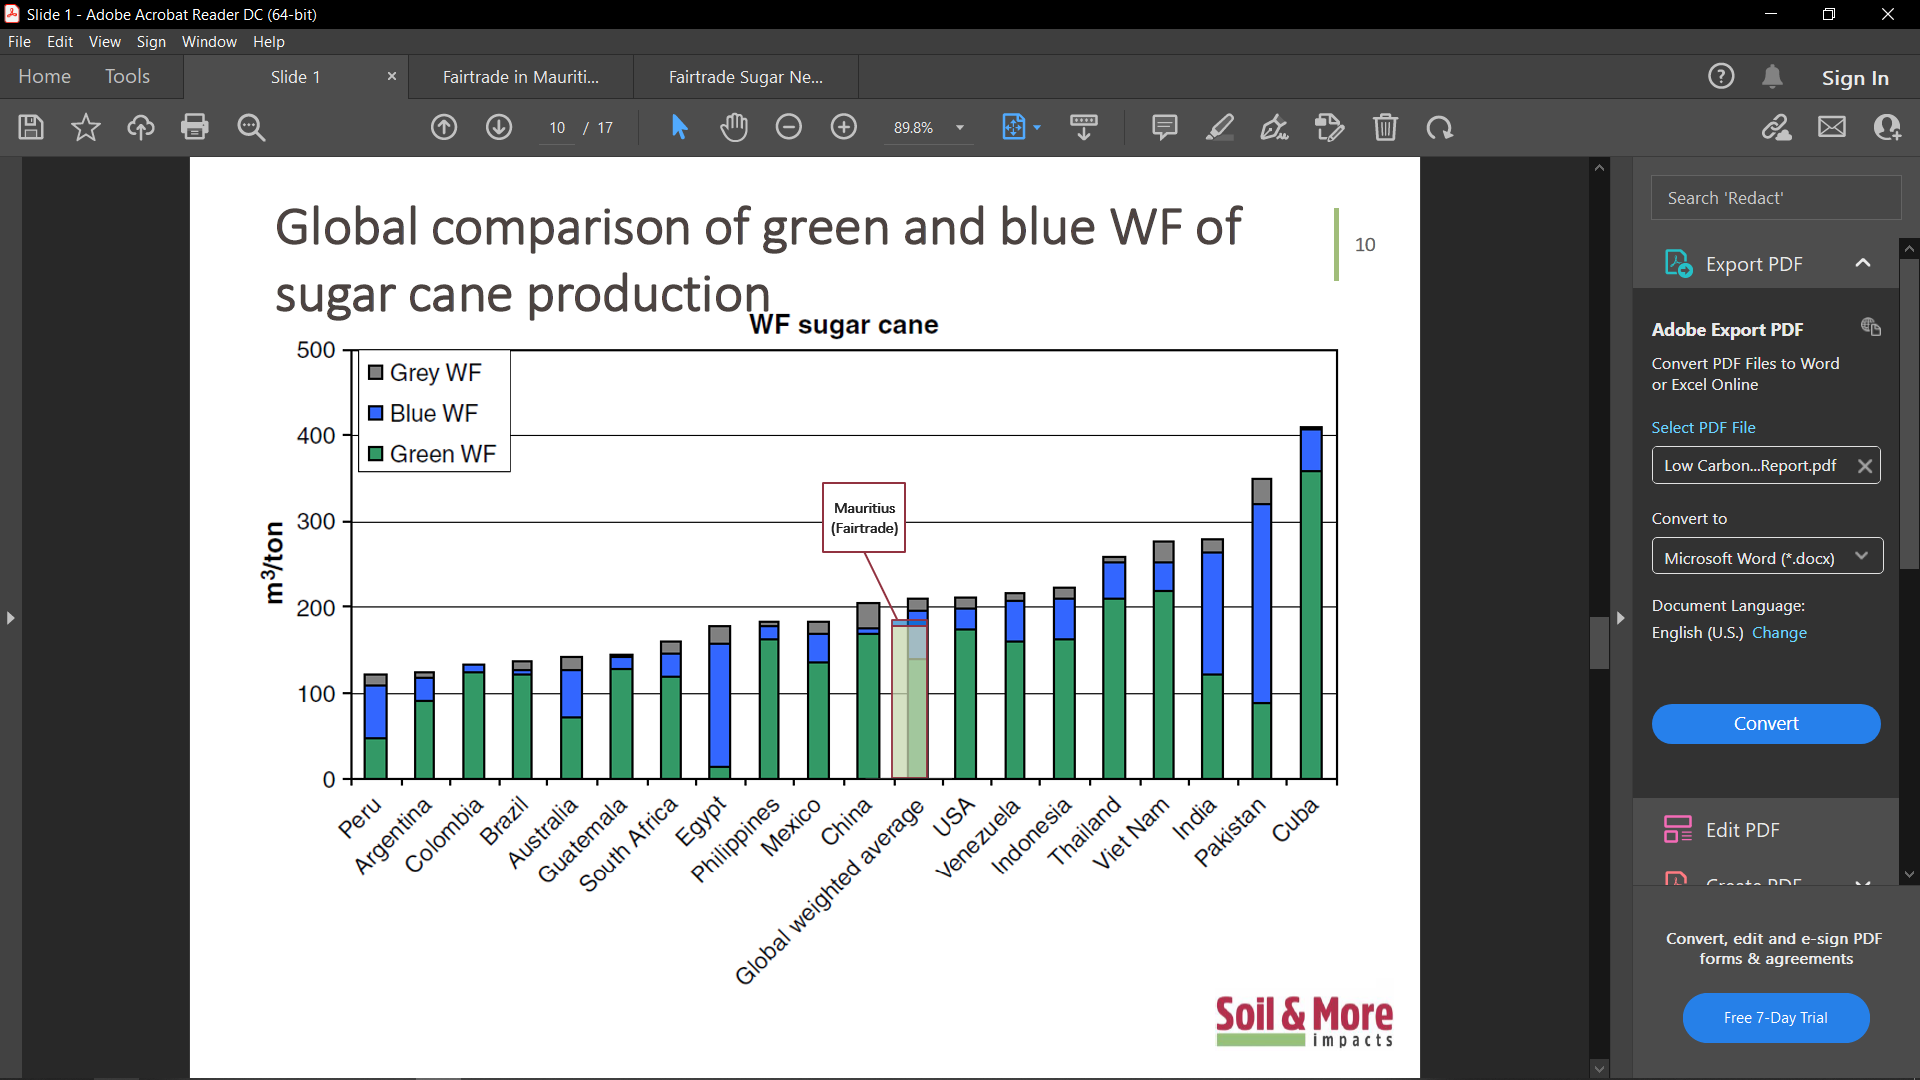 Slide 1 - Adobe Acrobat Reader DC (64-bit)
File Edit View Sign Window Help
Home Tools Slide 1 Fairtrade in Mauriti... Fairtrade Sugar Ne... Sign In
10 / 17 89.8%
Global comparison of green and blue WF of
sugar cane production
10
WF sugar cane
m³/ton
500
400
300
200
100
0
Grey WF
Blue WF
Green WF
Mauritius
(Fairtrade)
Peru
Argentina
Colombia
Brazil
Australia
Guatemala
South Africa
Egypt
Philippines
Mexico
China
Global weighted average
USA
Venezuela
Indonesia
Thailand
Viet Nam
India
Pakistan
Cuba
Soil & More
impacts
Search 'Redact'
Export PDF
Adobe Export PDF
Convert PDF Files to Word
or Excel Online
Select PDF File
Low Carbon...Report.pdf
Convert to
Microsoft Word (*.docx)
Document Language:
English (U.S.) Change
Convert
Edit PDF
Create PDF
Convert, edit and e-sign PDF
forms & agreements
Free 7-Day Trial